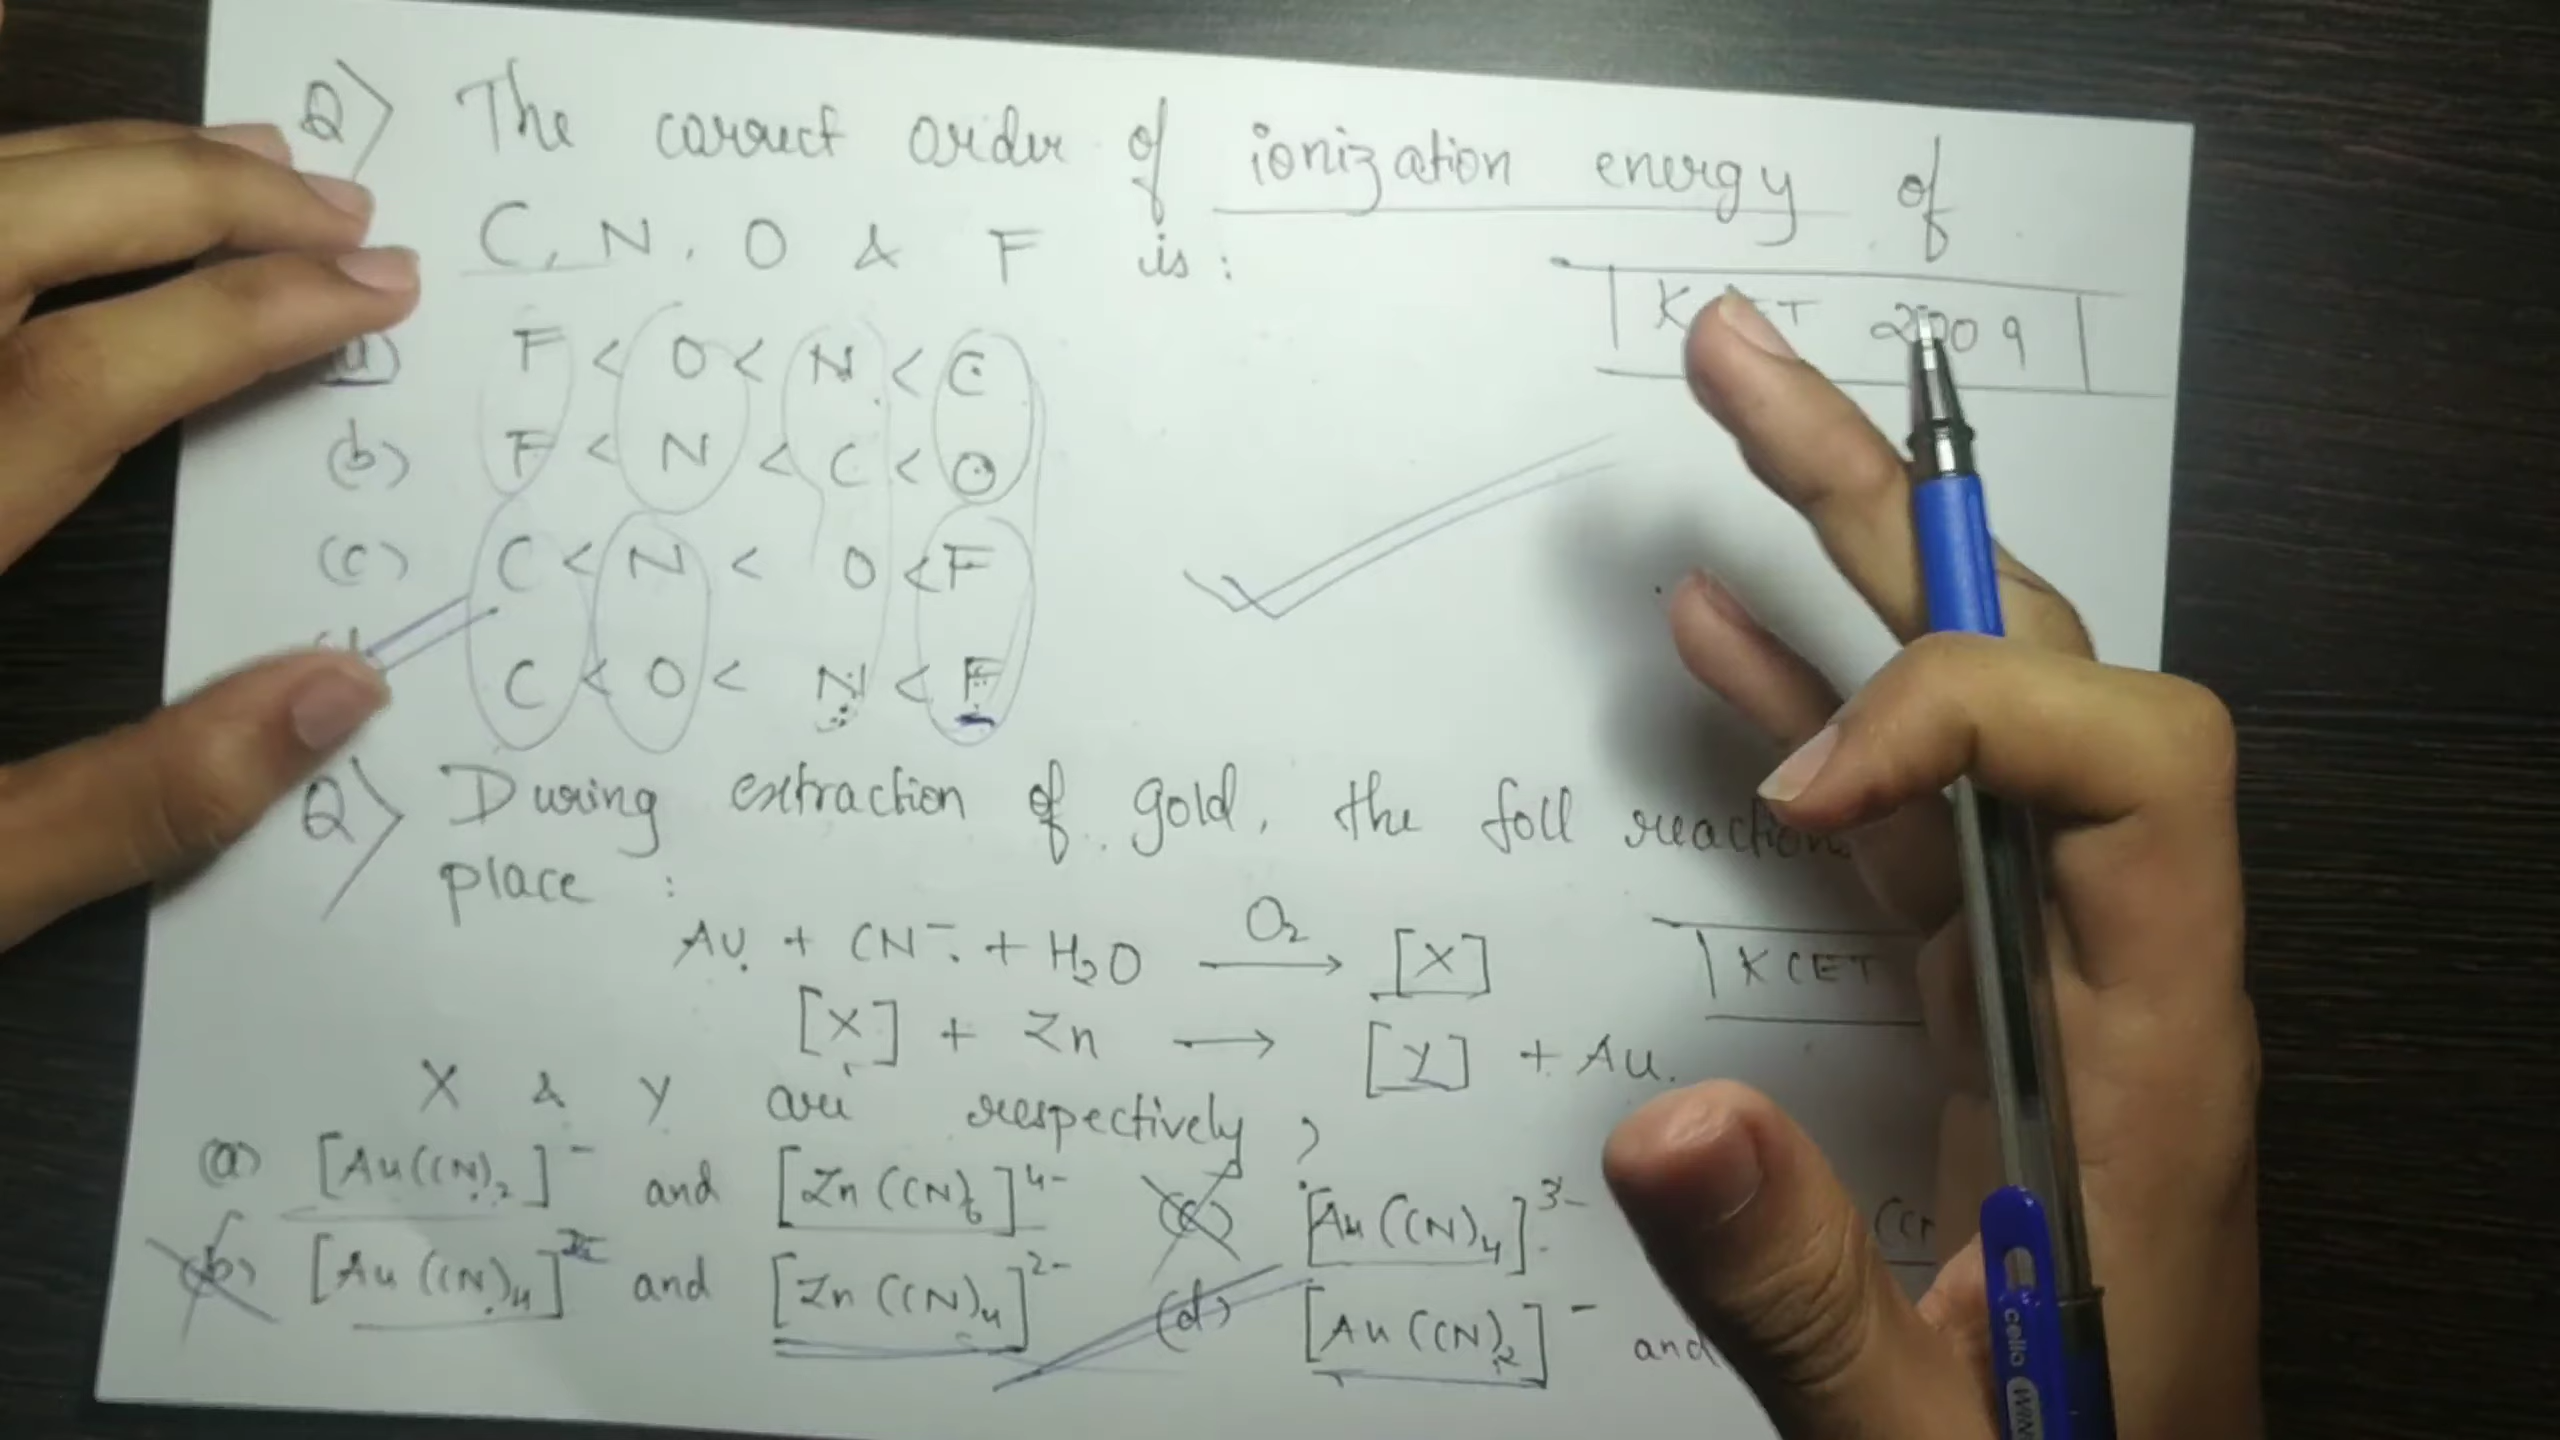 Q> The correct order of ionization energy of
C, N, O & F is :
2009
(a) F < O < N < C
(b) F < N < C < O
(c) C < N < O < F
C < O < N < F
Q> During extraction of gold, the foll reaction
place :
Au + CN⁻ + H₂O —O₂→ [X]
KCET
[X] + Zn → [Y] + Au.
X & Y are respectively,
(a) [Au(CN)₂]⁻ and [Zn(CN)₆]⁴⁻
(c) [Au(CN)₄]³⁻
(b) [Au(CN)₄] and [Zn(CN)₄]²⁻
(d) [Au(CN)₂]⁻ and
cello